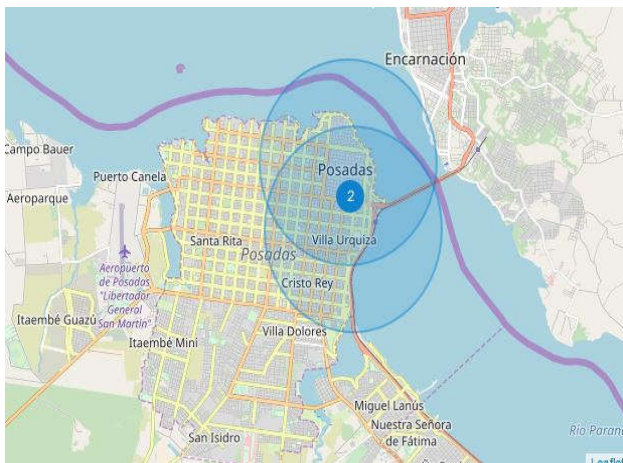 Encarnación
Campo Bauer
Puerto Canela
Posadas
Aeroparque
2
Santa Rita
Villa Urquiza
Posadas
Aeropuerto
de Posadas
"Libertador
General
San Martín"
Cristo Rey
Itaembé Guazú
Villa Dolores
Itaembé Miní
Miguel Lanús
Nuestra Señora
de Fátima
San Isidro
Río Paraná
Leaflet